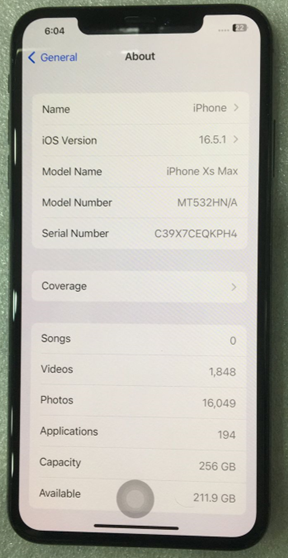 6:04
22
General
About
Name iPhone
iOS Version 16.5.1
Model Name iPhone Xs Max
Model Number MT532HN/A
Serial Number C39X7CEQKPH4
Coverage
Songs 0
Videos 1,848
Photos 16,049
Applications 194
Capacity 256 GB
Available 211.9 GB